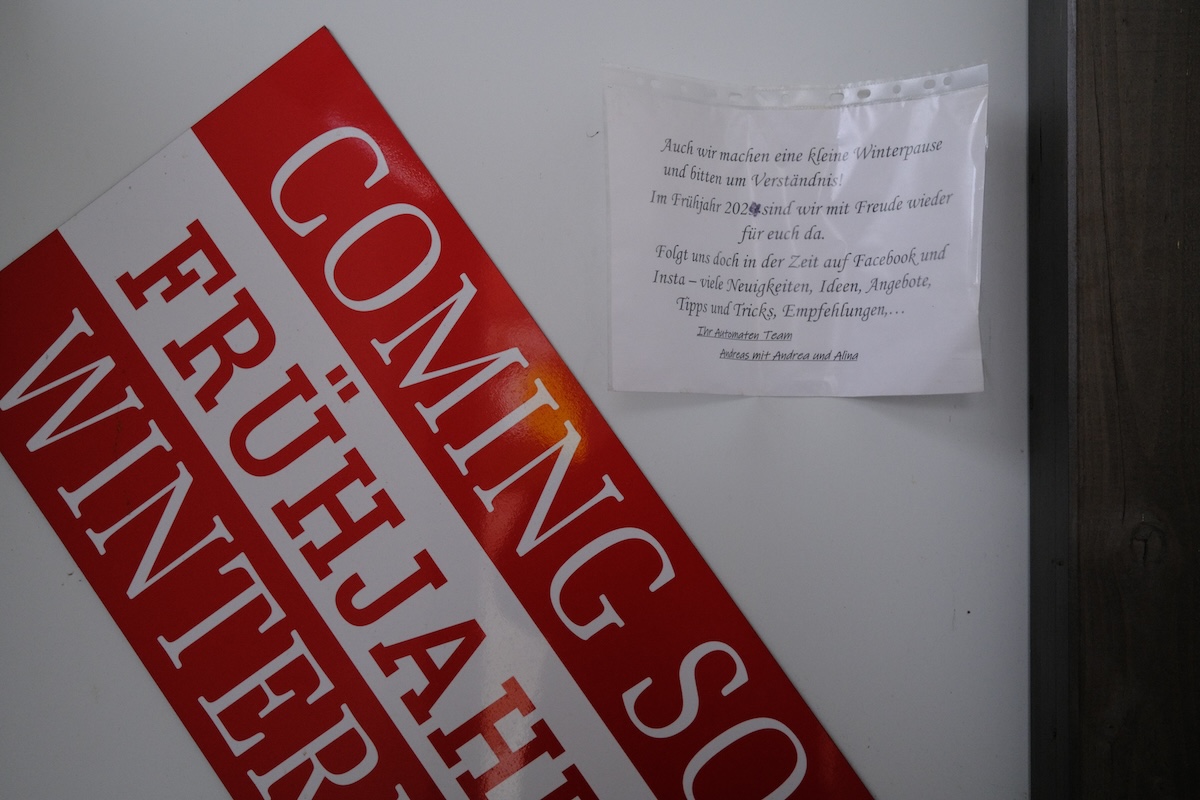 COMING SO
FRÜHJAH
WINTER
Auch wir machen eine kleine Winterpause
und bitten um Verständnis!
Im Frühjahr 202 sind wir mit Freude wieder
für euch da.
Folgt uns doch in der Zeit auf Facebook und
Insta – viele Neuigkeiten, Ideen, Angebote,
Tipps und Tricks, Empfehlungen,…
Ihr Automaten Team
Andreas mit Andrea und Alina